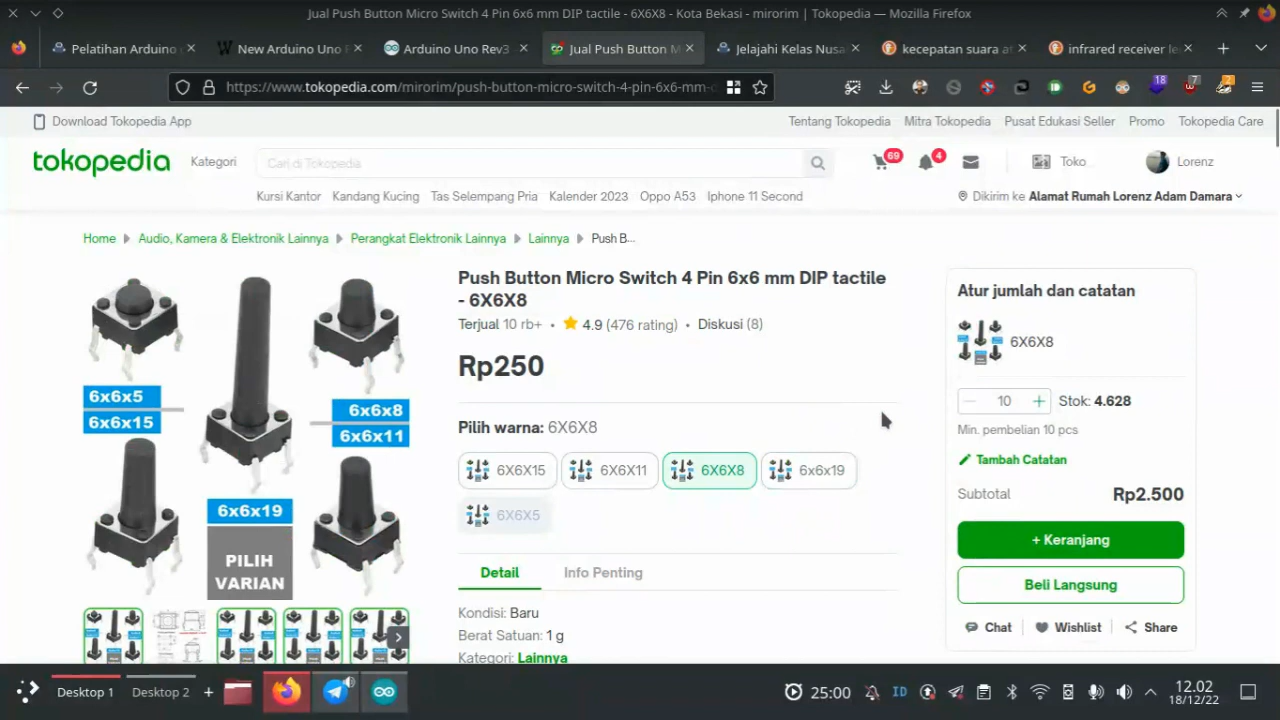 Jual Push Button Micro Switch 4 Pin 6x6 mm DIP tactile - 6X6X8 - Kota Bekasi - mirorim | Tokopedia — Mozilla Firefox
Pelatihan Arduino
New Arduino Uno
Arduino Uno Rev3
Jual Push Button M
Jelajahi Kelas Nusa
kecepatan suara at
infrared receiver le
https://www.tokopedia.com/mirorim/push-button-micro-switch-4-pin-6x6-mm-d
18
7
Download Tokopedia App
Tentang Tokopedia
Mitra Tokopedia
Pusat Edukasi Seller
Promo
Tokopedia Care
tokopedia
Kategori
Cari di Tokopedia
69
4
Toko
Lorenz
Kursi Kantor
Kandang Kucing
Tas Selempang Pria
Kalender 2023
Oppo A53
Iphone 11 Second
Dikirim ke Alamat Rumah Lorenz Adam Damara
Home
Audio, Kamera & Elektronik Lainnya
Perangkat Elektronik Lainnya
Lainnya
Push B...
6x6x5
6x6x15
6x6x8
6x6x11
6x6x19
PILIH
VARIAN
Push Button Micro Switch 4 Pin 6x6 mm DIP tactile
- 6X6X8
Terjual 10 rb+ • 4.9 (476 rating) • Diskusi (8)
Rp250
Pilih warna: 6X6X8
6X6X15
6X6X11
6X6X8
6x6x19
6X6X5
Detail
Info Penting
Kondisi: Baru
Berat Satuan: 1 g
Kategori: Lainnya
Atur jumlah dan catatan
6X6X8
10
Stok: 4.628
Min. pembelian 10 pcs
Tambah Catatan
Subtotal
Rp2.500
+ Keranjang
Beli Langsung
Chat
Wishlist
Share
Desktop 1
Desktop 2
25:00
ID
12.02
18/12/22